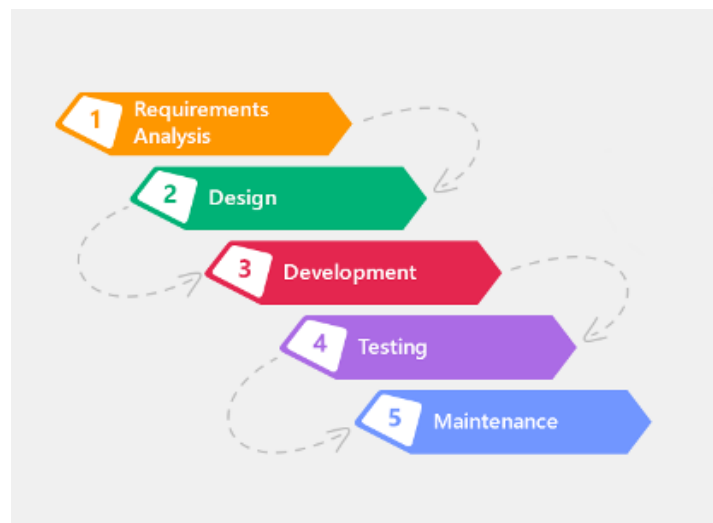 1 Requirements
Analysis
2 Design
3 Development
4 Testing
5 Maintenance